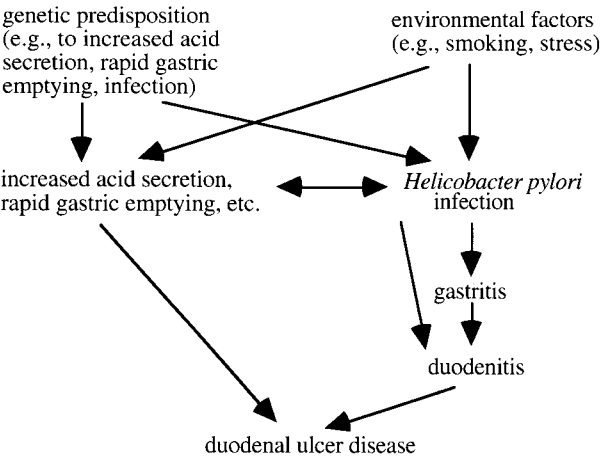 genetic predisposition
(e.g., to increased acid
secretion, rapid gastric
emptying, infection)
environmental factors
(e.g., smoking, stress)
increased acid secretion,
rapid gastric emptying, etc.
Helicobacter pylori
infection
gastritis
duodenitis
duodenal ulcer disease